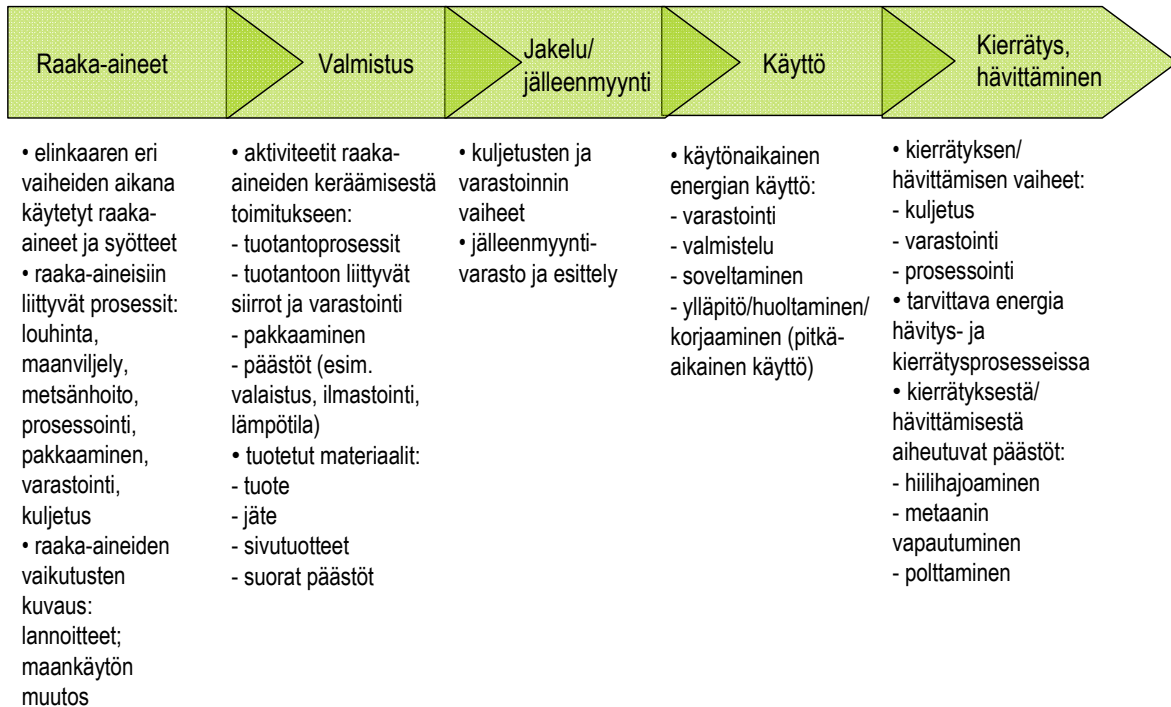 Raaka-aineet
Valmistus
Jakelu/
jälleenmyynti
Käyttö
Kierrätys,
hävittäminen
• elinkaaren eri
vaiheiden aikana
käytetyt raaka-
aineet ja syötteet
• raaka-aineisiin
liittyvät prosessit:
louhinta,
maanviljely,
metsänhoito,
prosessointi,
pakkaaminen,
varastointi,
kuljetus
• raaka-aineiden
vaikutusten
kuvaus:
lannoitteet;
maankäytön
muutos
• aktiviteetit raaka-
aineiden keräämisestä
toimitukseen:
- tuotantoprosessit
- tuotantoon liittyvät
siirrot ja varastointi
- pakkaaminen
- päästöt (esim.
valaistus, ilmastointi,
lämpötila)
• tuotetut materiaalit:
- tuote
- jäte
- sivutuotteet
- suorat päästöt
• kuljetusten ja
varastoinnin
vaiheet
• jälleenmyynti-
varasto ja esittely
• käytönaikainen
energian käyttö:
- varastointi
- valmistelu
- soveltaminen
- ylläpitö/huoltaminen/
korjaaminen (pitkä-
aikainen käyttö)
• kierrätyksen/
hävittämisen vaiheet:
- kuljetus
- varastointi
- prosessointi
• tarvittava energia
hävitys- ja
kierrätysprosesseissa
• kierrätyksestä/
hävittämisestä
aiheutuvat päästöt:
- hiilihajoaminen
- metaanin
vapautuminen
- polttaminen